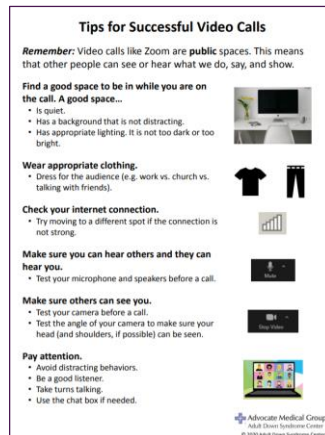 Tips for Successful Video Calls
Remember: Video calls like Zoom are public spaces. This means
that other people can see or hear what we do, say, and show.
Find a good space to be in while you are on
the call. A good space...
• Is quiet.
• Has a background that is not distracting.
• Has appropriate lighting. It is not too dark or too
bright.
Wear appropriate clothing.
• Dress for the audience (e.g. work vs. church vs.
talking with friends).
Check your internet connection.
• Try moving to a different spot if the connection is
not strong.
Make sure you can hear others and they can
hear you.
• Test your microphone and speakers before a call.
Mute
Make sure others can see you.
• Test your camera before a call.
• Test the angle of your camera to make sure your
head (and shoulders, if possible) can be seen.
Stop Video
Pay attention.
• Avoid distracting behaviors.
• Be a good listener.
• Take turns talking.
• Use the chat box if needed.
Advocate Medical Group
Adult Down Syndrome Center
© 2020 Adult Down Syndrome Center